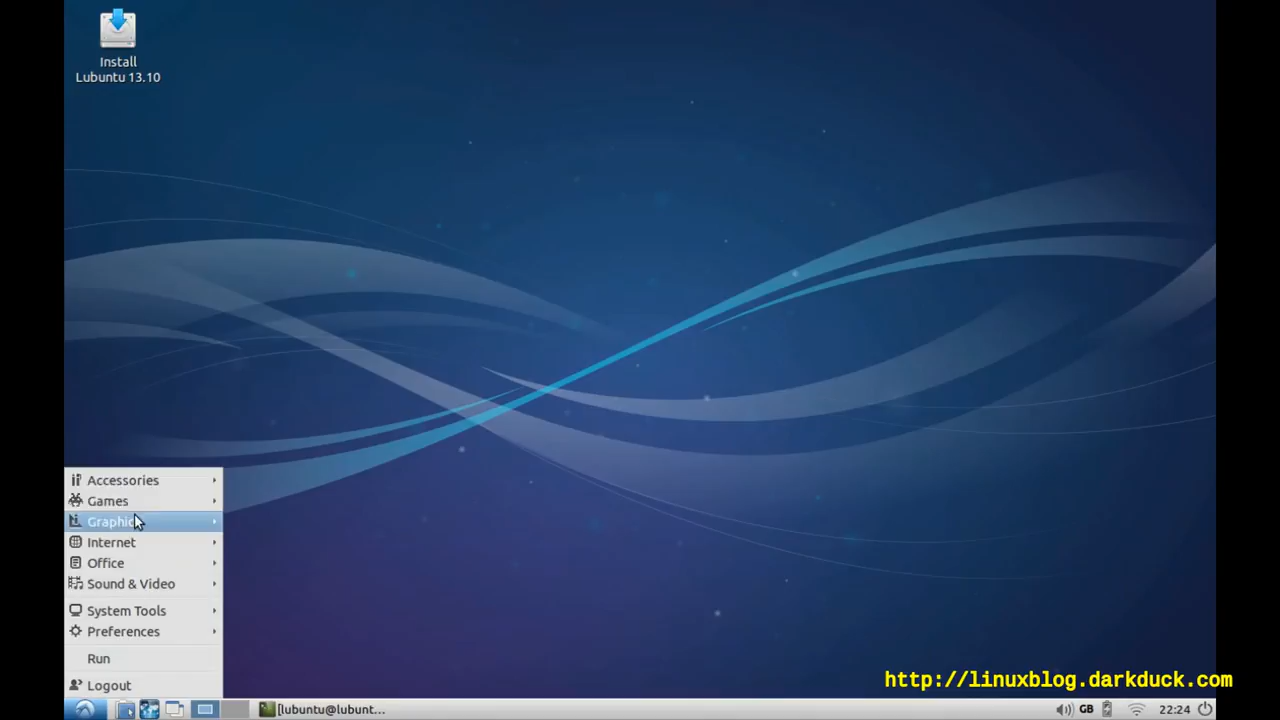 Install
Lubuntu 13.10
Accessories
Games
Graphic
Internet
Office
Sound & Video
System Tools
Preferences
Run
Logout
http://linuxblog.darkduck.com
[lubuntu@lubunt...
GB
22:24